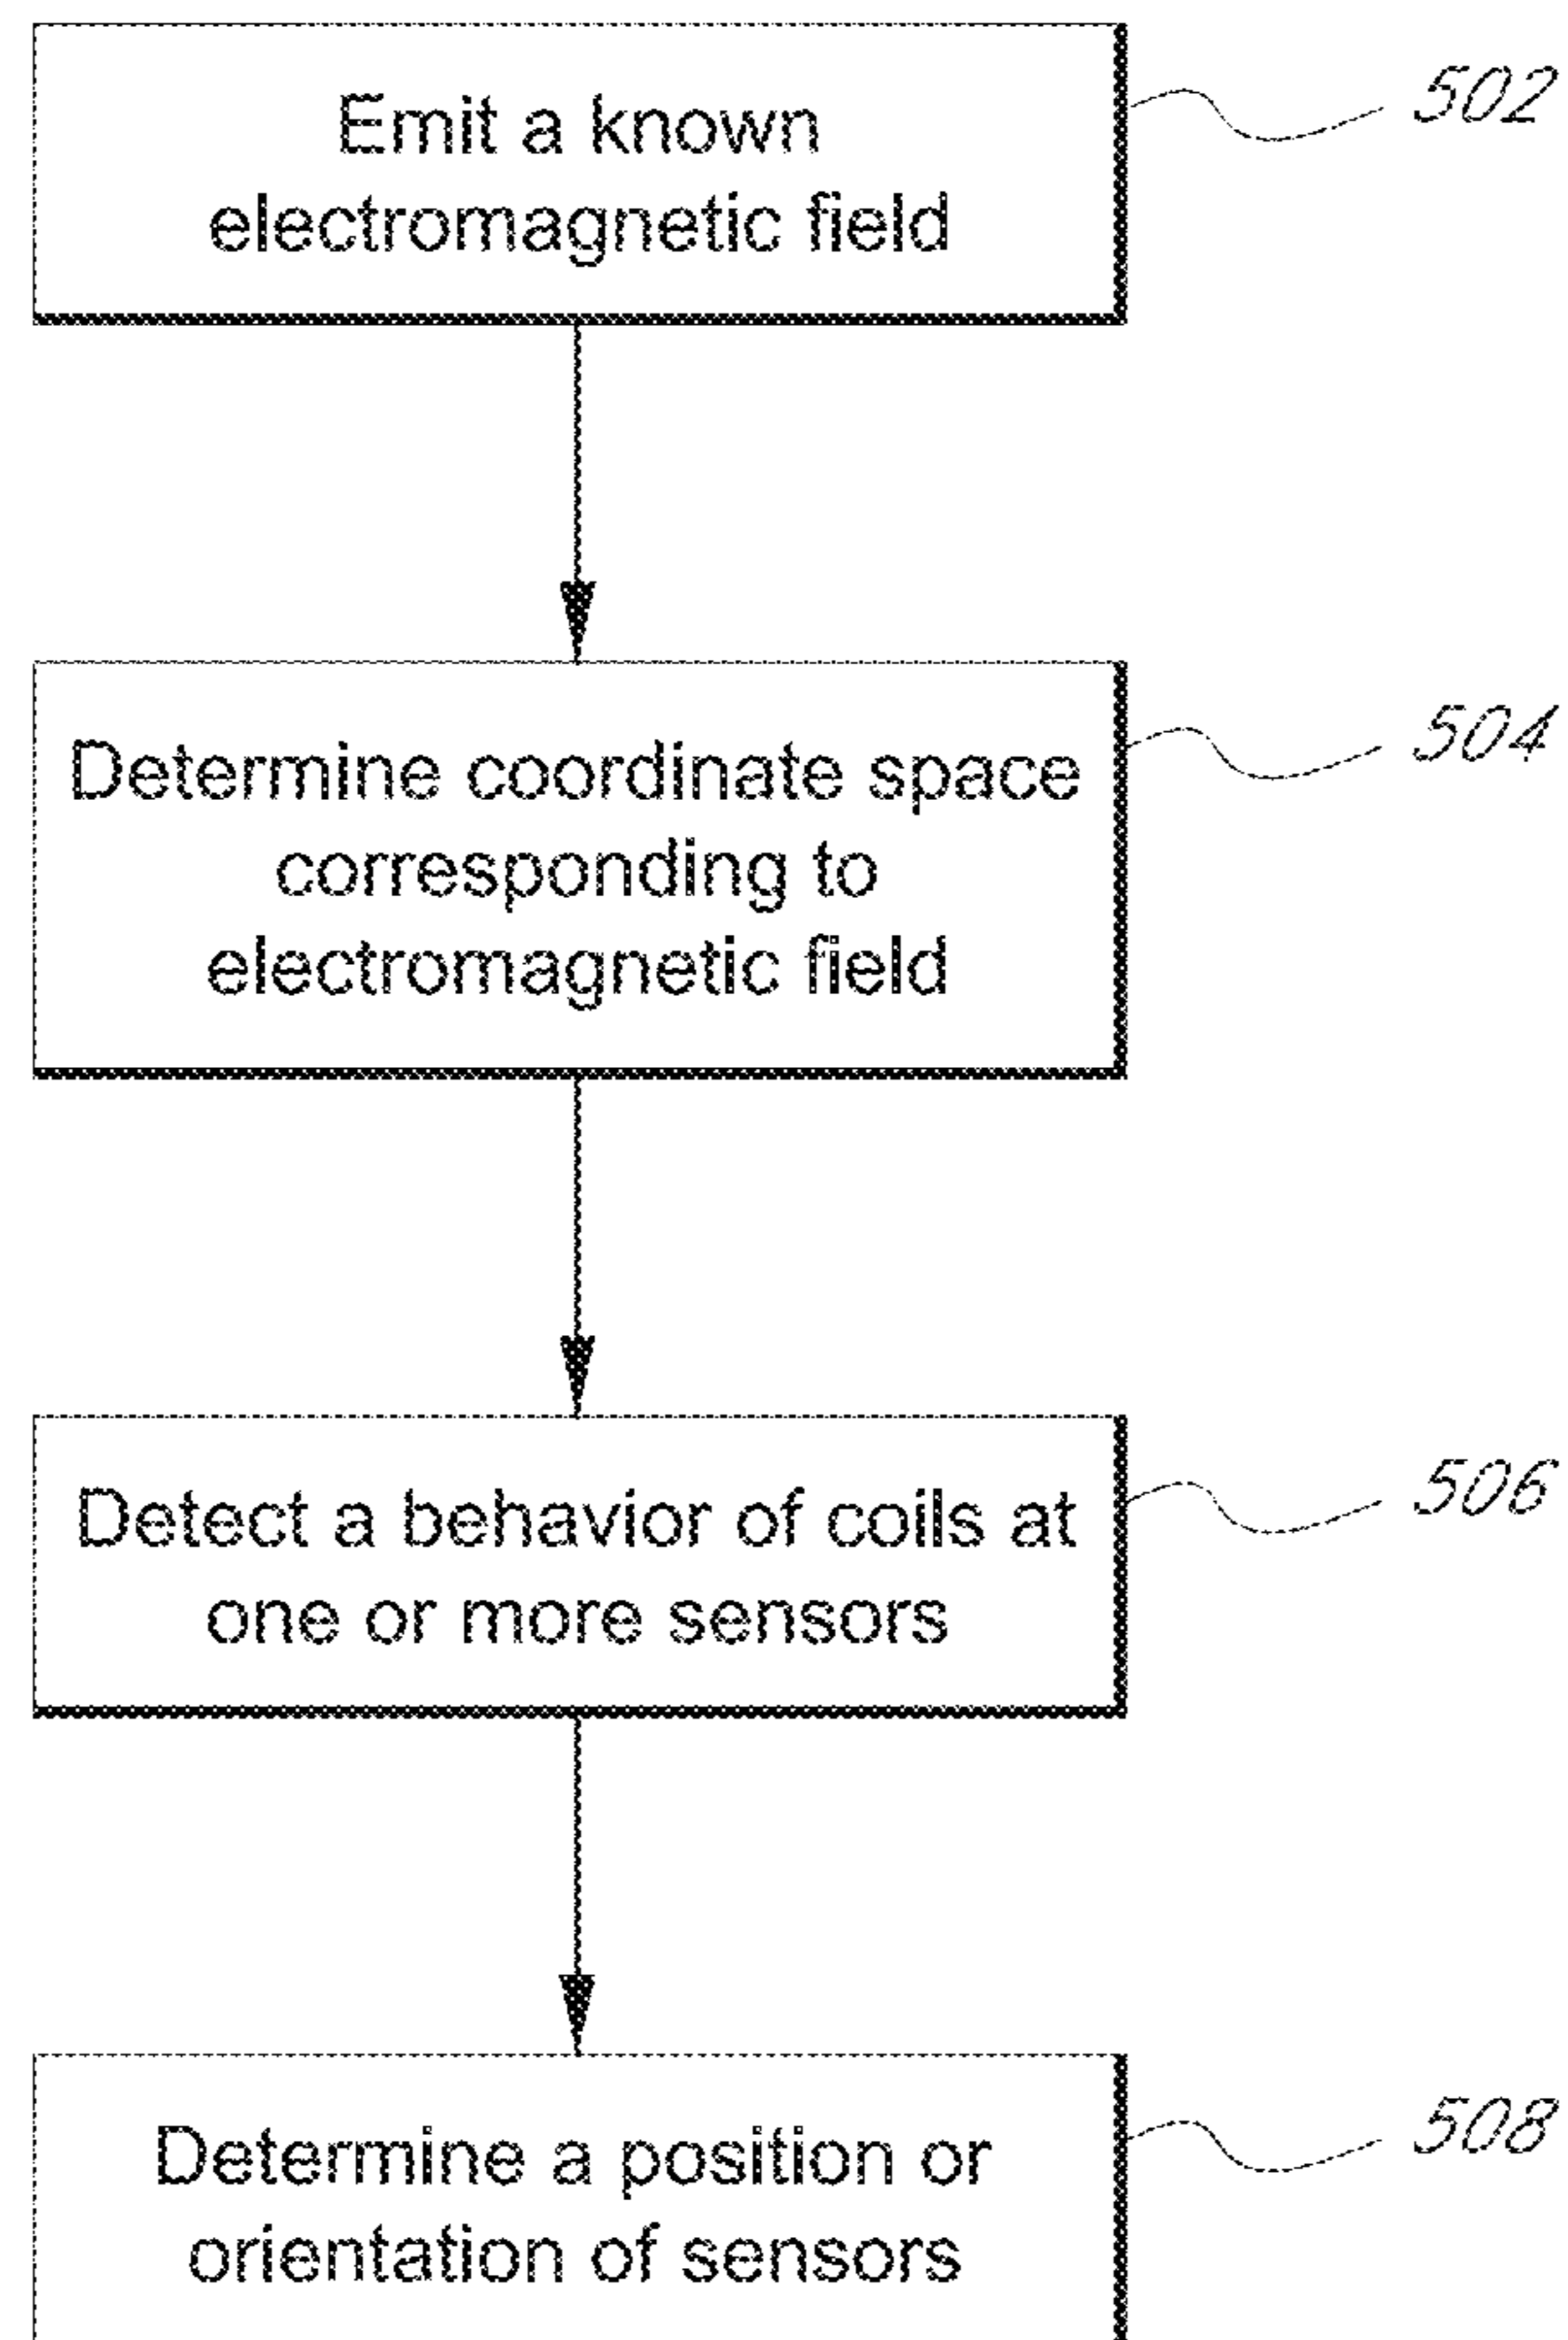 Emit a known
electromagnetic field
502
Determine coordinate space
corresponding to
electromagnetic field
504
Detect a behavior of coils at
one or more sensors
506
Determine a position or
orientation of sensors
508